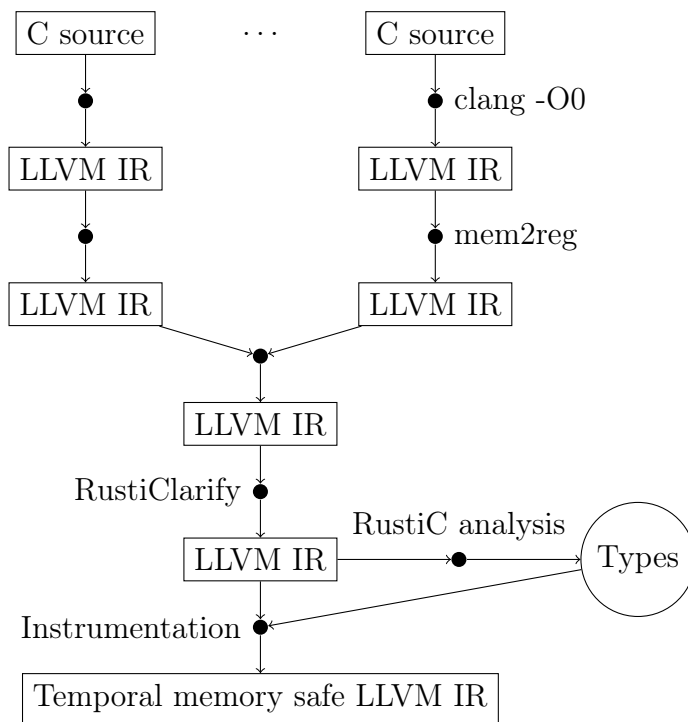 C source
· · ·
C source
clang -O0
LLVM IR
LLVM IR
mem2reg
LLVM IR
LLVM IR
LLVM IR
RustiClarify
RustiC analysis
LLVM IR
Types
Instrumentation
Temporal memory safe LLVM IR